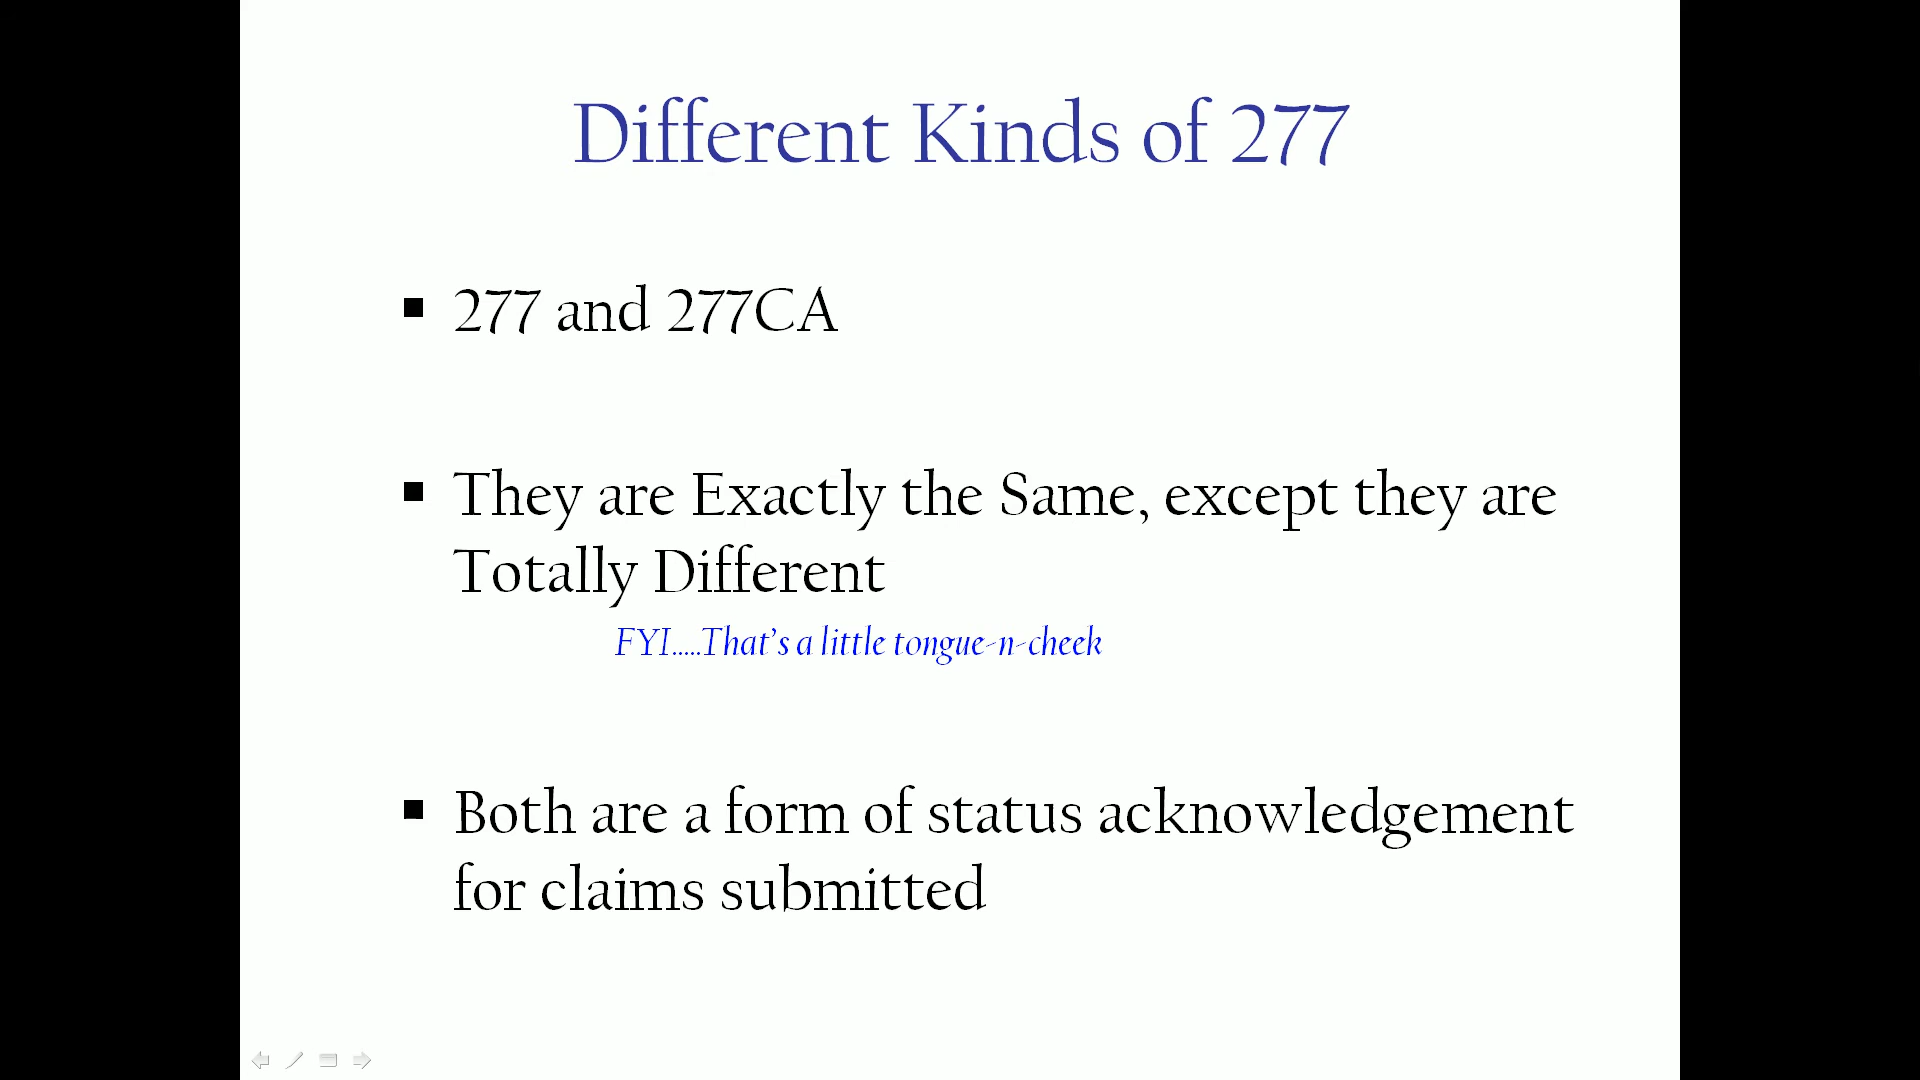 Different Kinds of 277
▪ 277 and 277CA
▪ They are Exactly the Same, except they are
Totally Different
FYI.....That's a little tongue-n-cheek
▪ Both are a form of status acknowledgement
for claims submitted